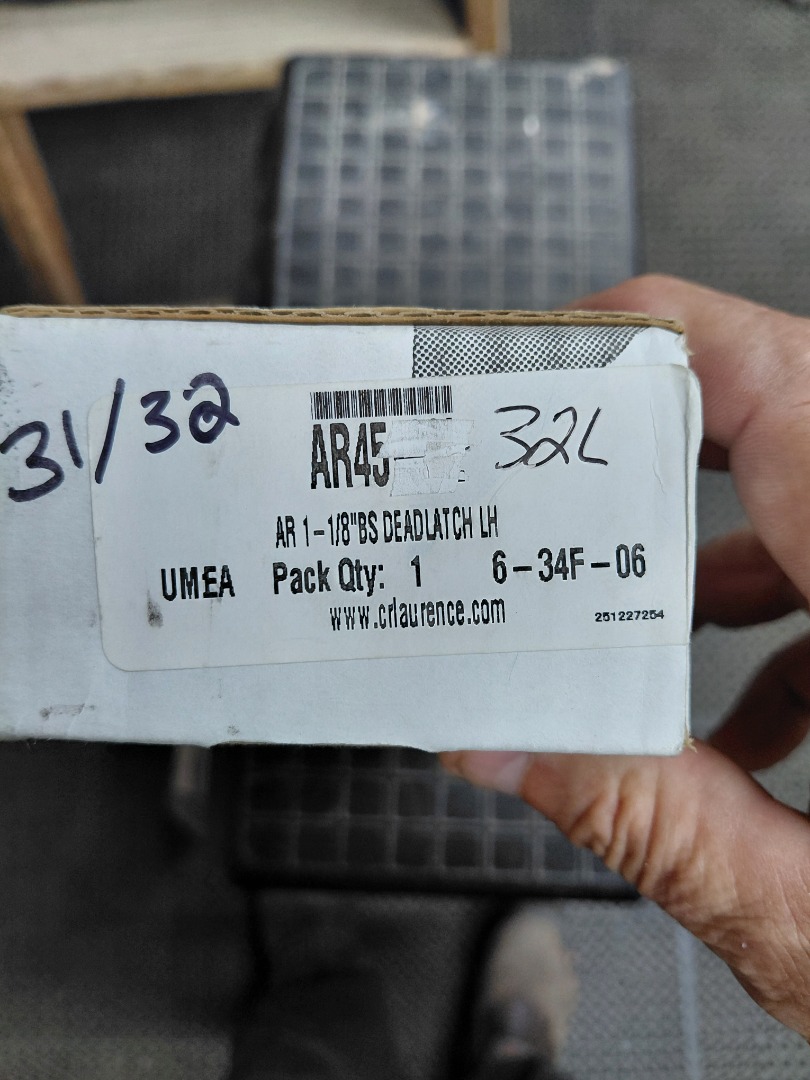 31/32
AR45
32L
AR 1-1/8"BS DEADLATCH LH
UMEA Pack Qty: 1 6-34F-06
www.crlaurence.com
251227254